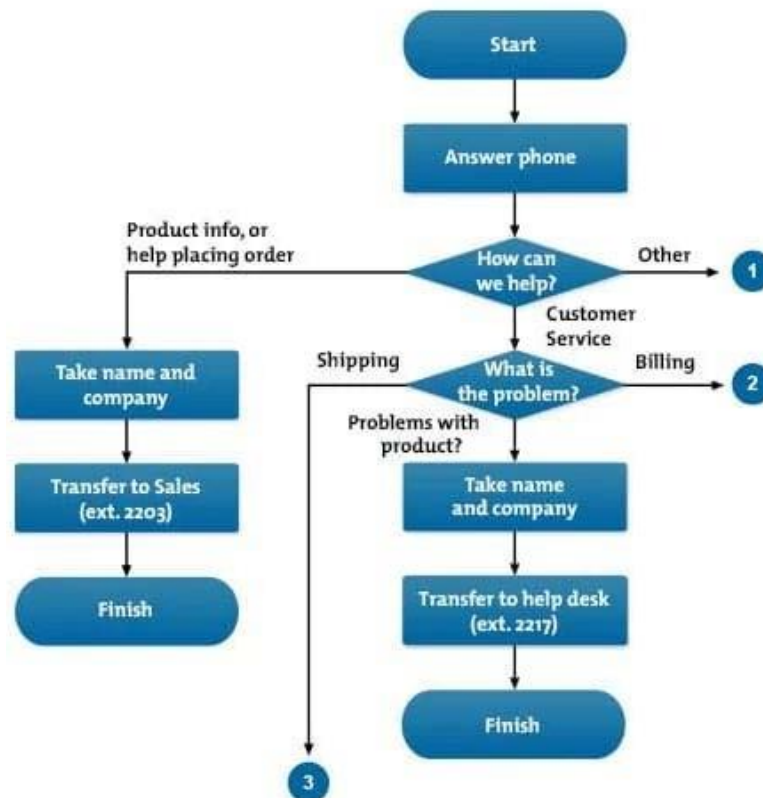 Start
Answer phone
Product info, or
help placing order
How can
we help?
Other
1
Customer
Service
Shipping
What is
the problem?
Billing
2
Take name and
company
Problems with
product?
Transfer to Sales
(ext. 2203)
Take name
and company
Finish
Transfer to help desk
(ext. 2217)
Finish
3